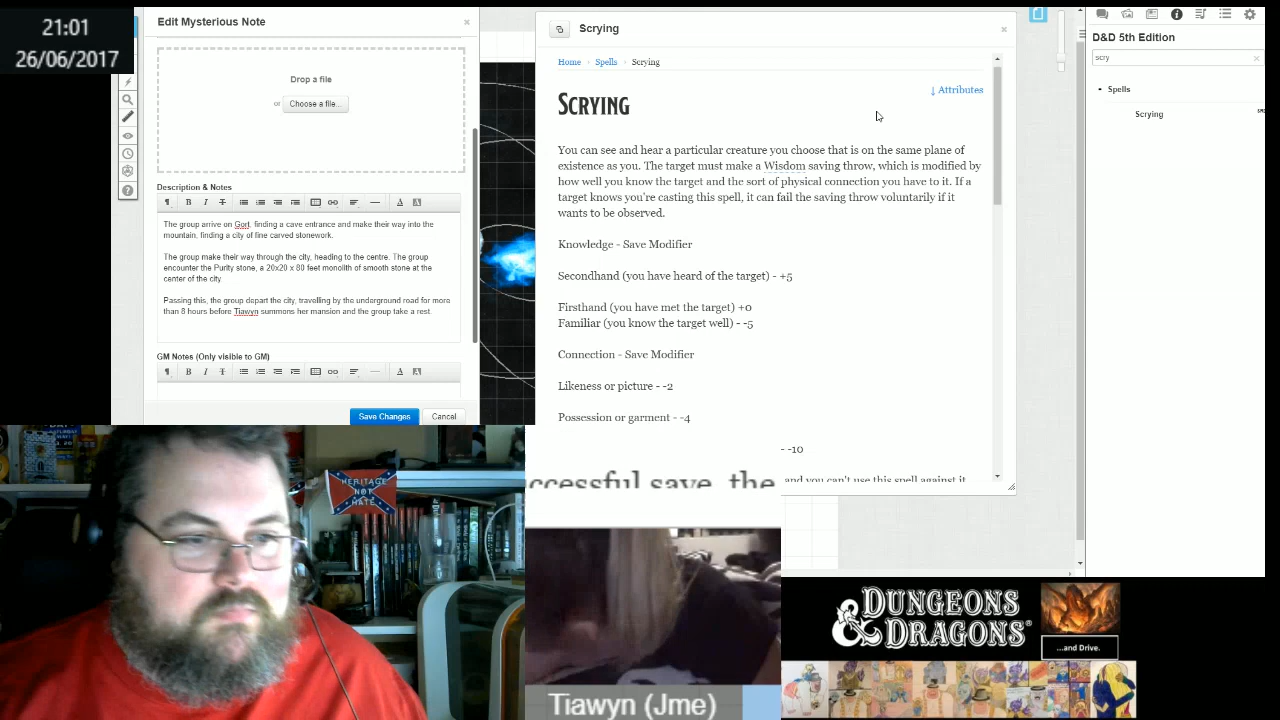 21:01
26/06/2017
Edit Mysterious Note
×
Drop a file
or Choose a file...
Description & Notes
The group arrive on Gort, finding a cave entrance and make their way into the
mountain, finding a city of fine carved stonework.
The group make their way through the city, heading to the centre. The group
encounter the Purity stone, a 20x20 x 80 feet monolith of smooth stone at the
center of the city
Passing this, the group depart the city, travelling by the underground road for more
than 8 hours before Tiawyn summons her mansion and the group take a rest.
GM Notes (Only visible to GM)
Save Changes
Cancel
Scrying
×
Home Spells Scrying
↓ Attributes
SCRYING
You can see and hear a particular creature you choose that is on the same plane of
existence as you. The target must make a Wisdom saving throw, which is modified by
how well you know the target and the sort of physical connection you have to it. If a
target knows you're casting this spell, it can fail the saving throw voluntarily if it
wants to be observed.
Knowledge - Save Modifier
Secondhand (you have heard of the target) - +5
Firsthand (you have met the target) +0
Familiar (you know the target well) - -5
Connection - Save Modifier
Likeness or picture - -2
Possession or garment - -4
- -10
and you can't use this spell against it
ccessful save, the
D&D 5th Edition
scry
×
Spells
Scrying
HERITAGE
NOT
HATE
Tiawyn (Jme)
DUNGEONS
& DRAGONS®
...and Drive.